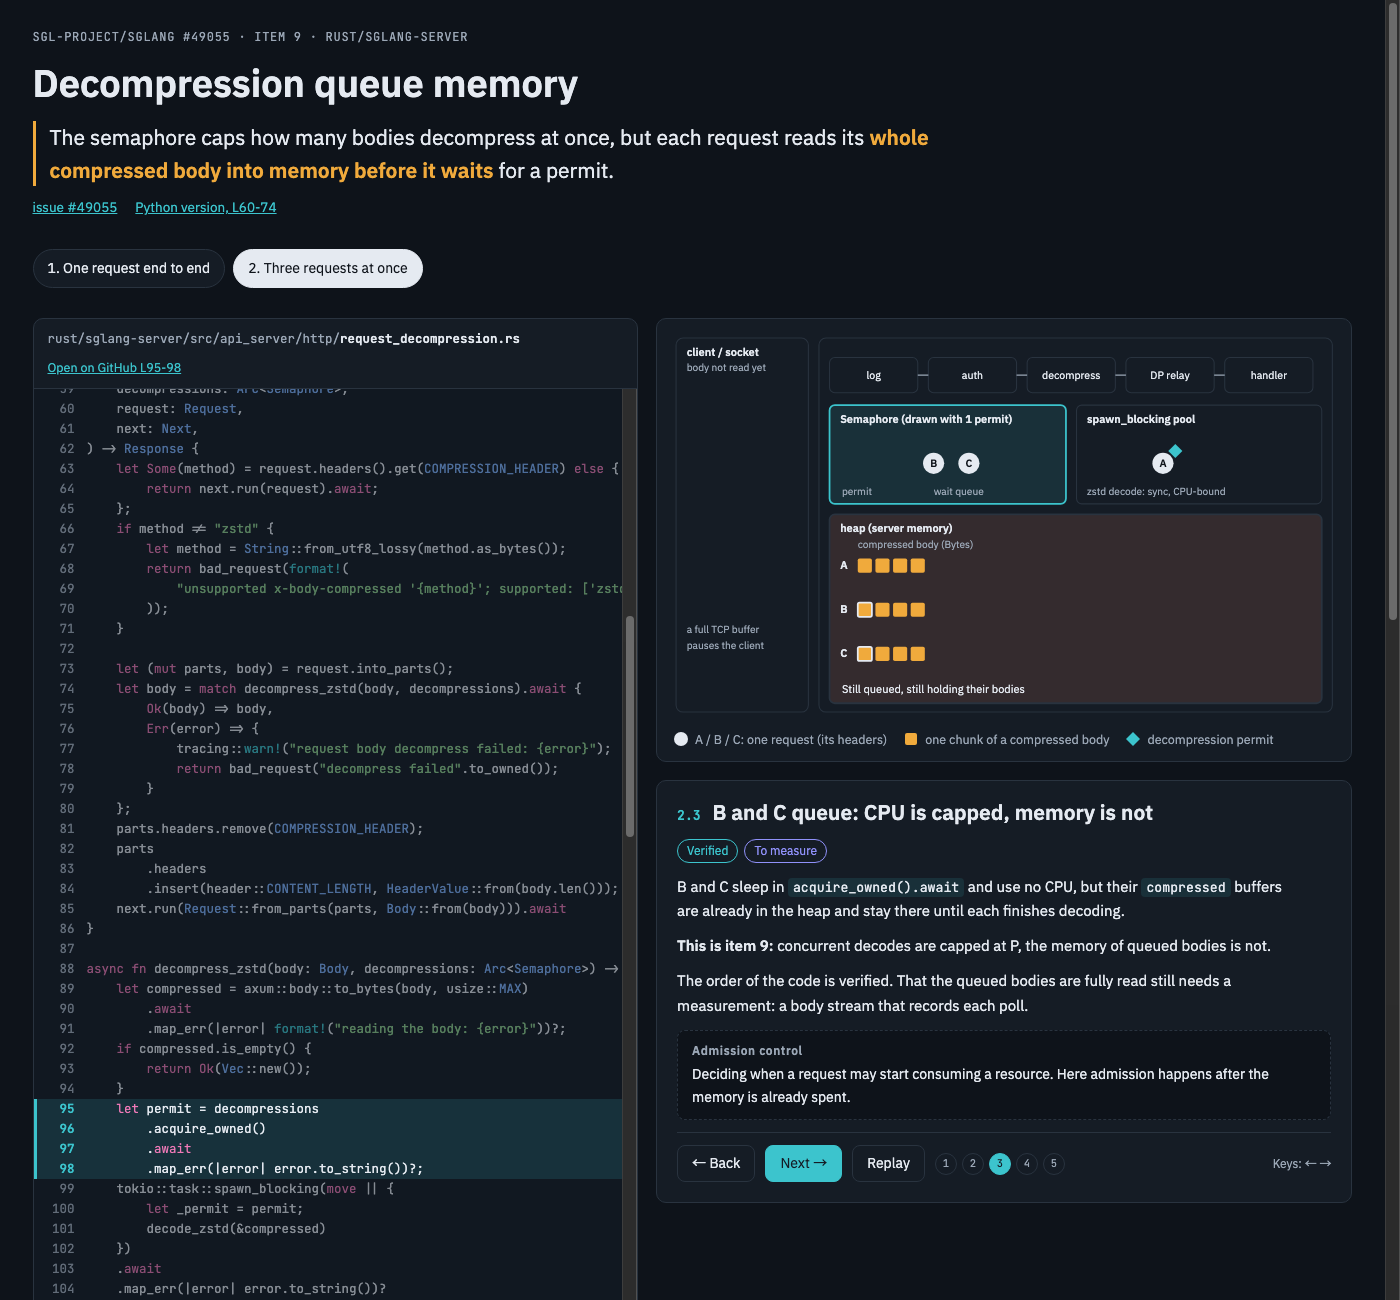 SGL-PROJECT/SGLANG #49055 · ITEM 9 · RUST/SGLANG-SERVER
Decompression queue memory
The semaphore caps how many bodies decompress at once, but each request reads its whole
compressed body into memory before it waits for a permit.
issue #49055 Python version, L60-74
1. One request end to end 2. Three requests at once
rust/sglang-server/src/api_server/http/request_decompression.rs
Open on GitHub L95-98
59 decompressions: Arc<Semaphore>,
60 request: Request,
61 next: Next,
62 ) -> Response {
63 let Some(method) = request.headers().get(COMPRESSION_HEADER) else {
64 return next.run(request).await;
65 };
66 if method != "zstd" {
67 let method = String::from_utf8_lossy(method.as_bytes());
68 return bad_request(format!(
69 "unsupported x-body-compressed '{method}'; supported: ['zstd
70 ));
71 }
72
73 let (mut parts, body) = request.into_parts();
74 let body = match decompress_zstd(body, decompressions).await {
75 Ok(body) => body,
76 Err(error) => {
77 tracing::warn!("request body decompress failed: {error}");
78 return bad_request("decompress failed".to_owned());
79 }
80 };
81 parts.headers.remove(COMPRESSION_HEADER);
82 parts
83 .headers
84 .insert(header::CONTENT_LENGTH, HeaderValue::from(body.len()));
85 next.run(Request::from_parts(parts, Body::from(body))).await
86 }
87
88 async fn decompress_zstd(body: Body, decompressions: Arc<Semaphore>) ->
89 let compressed = axum::body::to_bytes(body, usize::MAX)
90 .await
91 .map_err(|error| format!("reading the body: {error}"))?;
92 if compressed.is_empty() {
93 return Ok(Vec::new());
94 }
95 let permit = decompressions
96 .acquire_owned()
97 .await
98 .map_err(|error| error.to_string())?;
99 tokio::task::spawn_blocking(move || {
100 let _permit = permit;
101 decode_zstd(&compressed)
102 })
103 .await
104 .map_err(|error| error.to_string())?
client / socket
body not read yet
a full TCP buffer
pauses the client
log auth decompress DP relay handler
Semaphore (drawn with 1 permit)
B C
permit wait queue
spawn_blocking pool
A
zstd decode: sync, CPU-bound
heap (server memory)
compressed body (Bytes)
A
B
C
Still queued, still holding their bodies
A / B / C: one request (its headers) one chunk of a compressed body decompression permit
2.3 B and C queue: CPU is capped, memory is not
Verified To measure
B and C sleep in acquire_owned().await and use no CPU, but their compressed buffers
are already in the heap and stay there until each finishes decoding.
This is item 9: concurrent decodes are capped at P, the memory of queued bodies is not.
The order of the code is verified. That the queued bodies are fully read still needs a
measurement: a body stream that records each poll.
Admission control
Deciding when a request may start consuming a resource. Here admission happens after the
memory is already spent.
← Back Next → Replay 1 2 3 4 5 Keys: ← →